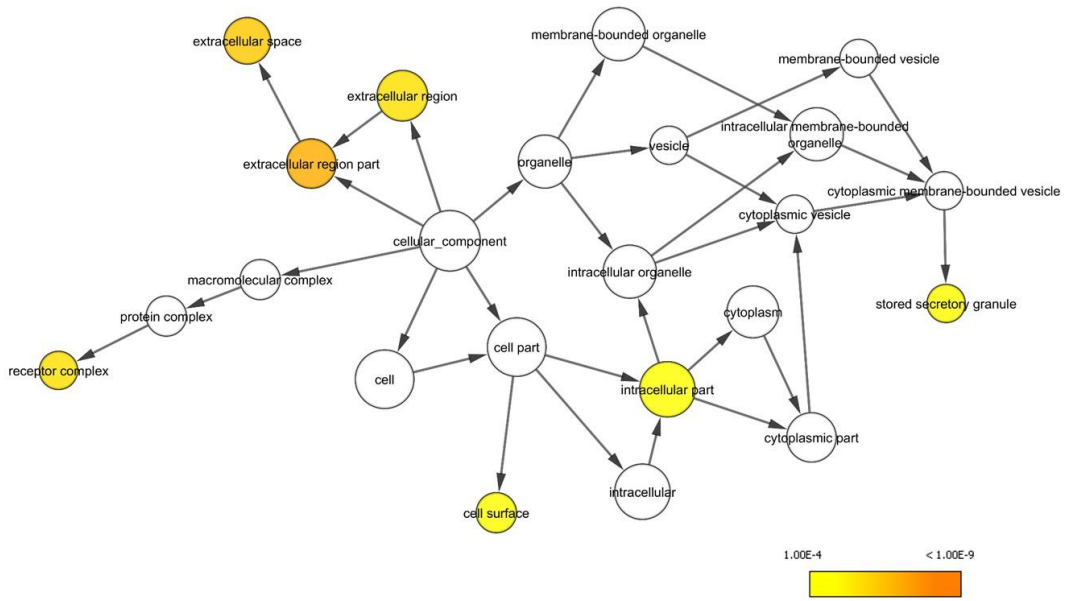 membrane-bounded organelle
extracellular space
membrane-bounded vesicle
extracellular region
intracellular membrane-bounded
organelle
vesicle
extracellular region part
organelle
cytoplasmic membrane-bounded vesicle
cytoplasmic vesicle
cellular_component
intracellular organelle
macromolecular complex
stored secretory granule
cytoplasm
protein complex
cell part
receptor complex
cell
intracellular part
cytoplasmic part
intracellular
cell surface
1.00E-4
< 1.00E-9